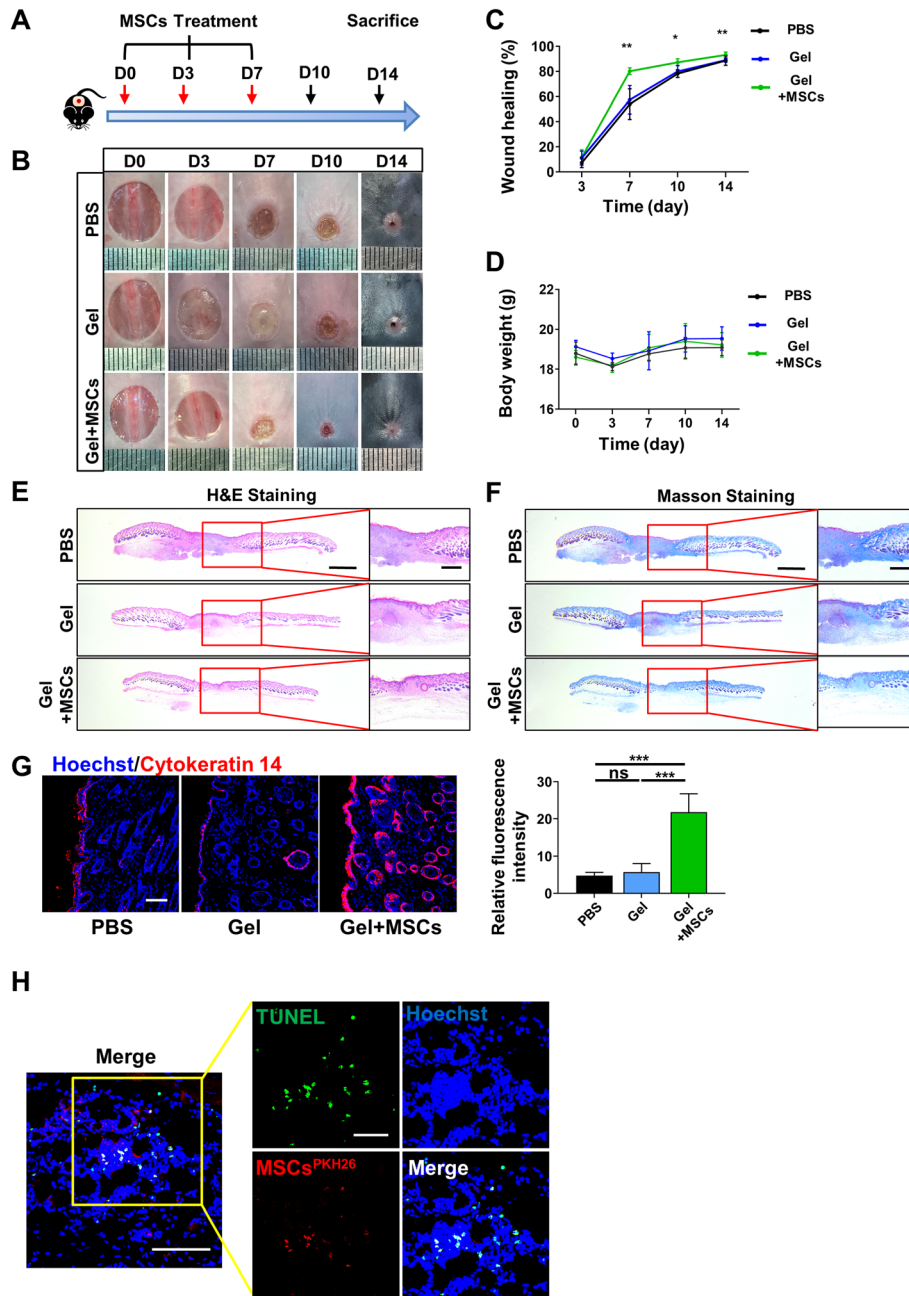 A
MSCs Treatment
Sacrifice
D0
D3
D7
D10
D14
B
D0
D3
D7
D10
D14
PBS
Gel
Gel+MSCs
C
Wound healing (%)
100
80
60
40
20
0
**
*
**
3
7
10
14
Time (day)
PBS
Gel
Gel
+MSCs
D
Body weight (g)
22
20
18
16
0
3
7
10
14
Time (day)
PBS
Gel
Gel
+MSCs
E
H&E Staining
PBS
Gel
Gel
+MSCs
F
Masson Staining
PBS
Gel
Gel
+MSCs
G
Hoechst/Cytokeratin 14
PBS
Gel
Gel+MSCs
Relative fluorescence
intensity
30
20
10
0
***
ns
***
PBS
Gel
Gel
+MSCs
H
Merge
TUNEL
Hoechst
MSCsPKH26
Merge